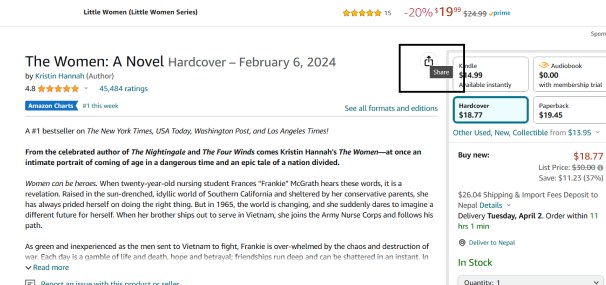 Little Women (Little Women Series)
15
-20% $19⁹⁹ $24.99 prime
Spons
The Women: A Novel Hardcover – February 6, 2024
by Kristin Hannah (Author)
4.8
45,484 ratings
Share
Amazon Charts #1 this week
See all formats and editions
Kindle
$14.99
Available instantly
Audiobook
$0.00
with membership trial
Hardcover
$18.77
Paperback
$19.45
Other Used, New, Collectible from $13.95
A #1 bestseller on The New York Times, USA Today, Washington Post, and Los Angeles Times!
From the celebrated author of The Nightingale and The Four Winds comes Kristin Hannah's The Women—at once an
intimate portrait of coming of age in a dangerous time and an epic tale of a nation divided.
Women can be heroes. When twenty-year-old nursing student Frances "Frankie" McGrath hears these words, it is a
revelation. Raised in the sun-drenched, idyllic world of Southern California and sheltered by her conservative parents, she
has always prided herself on doing the right thing. But in 1965, the world is changing, and she suddenly dares to imagine a
different future for herself. When her brother ships out to serve in Vietnam, she joins the Army Nurse Corps and follows his
path.
As green and inexperienced as the men sent to Vietnam to fight, Frankie is over-whelmed by the chaos and destruction of
war. Each day is a gamble of life and death, hope and betrayal; friendships run deep and can be shattered in an instant. In
Read more
Report an issue with this product or seller
Buy new:
$18.77
List Price: $30.00
Save: $11.23 (37%)
$26.04 Shipping & Import Fees Deposit to
Nepal Details
Delivery Tuesday, April 2. Order within 11
hrs 1 min
Deliver to Nepal
In Stock
Quantity: 1